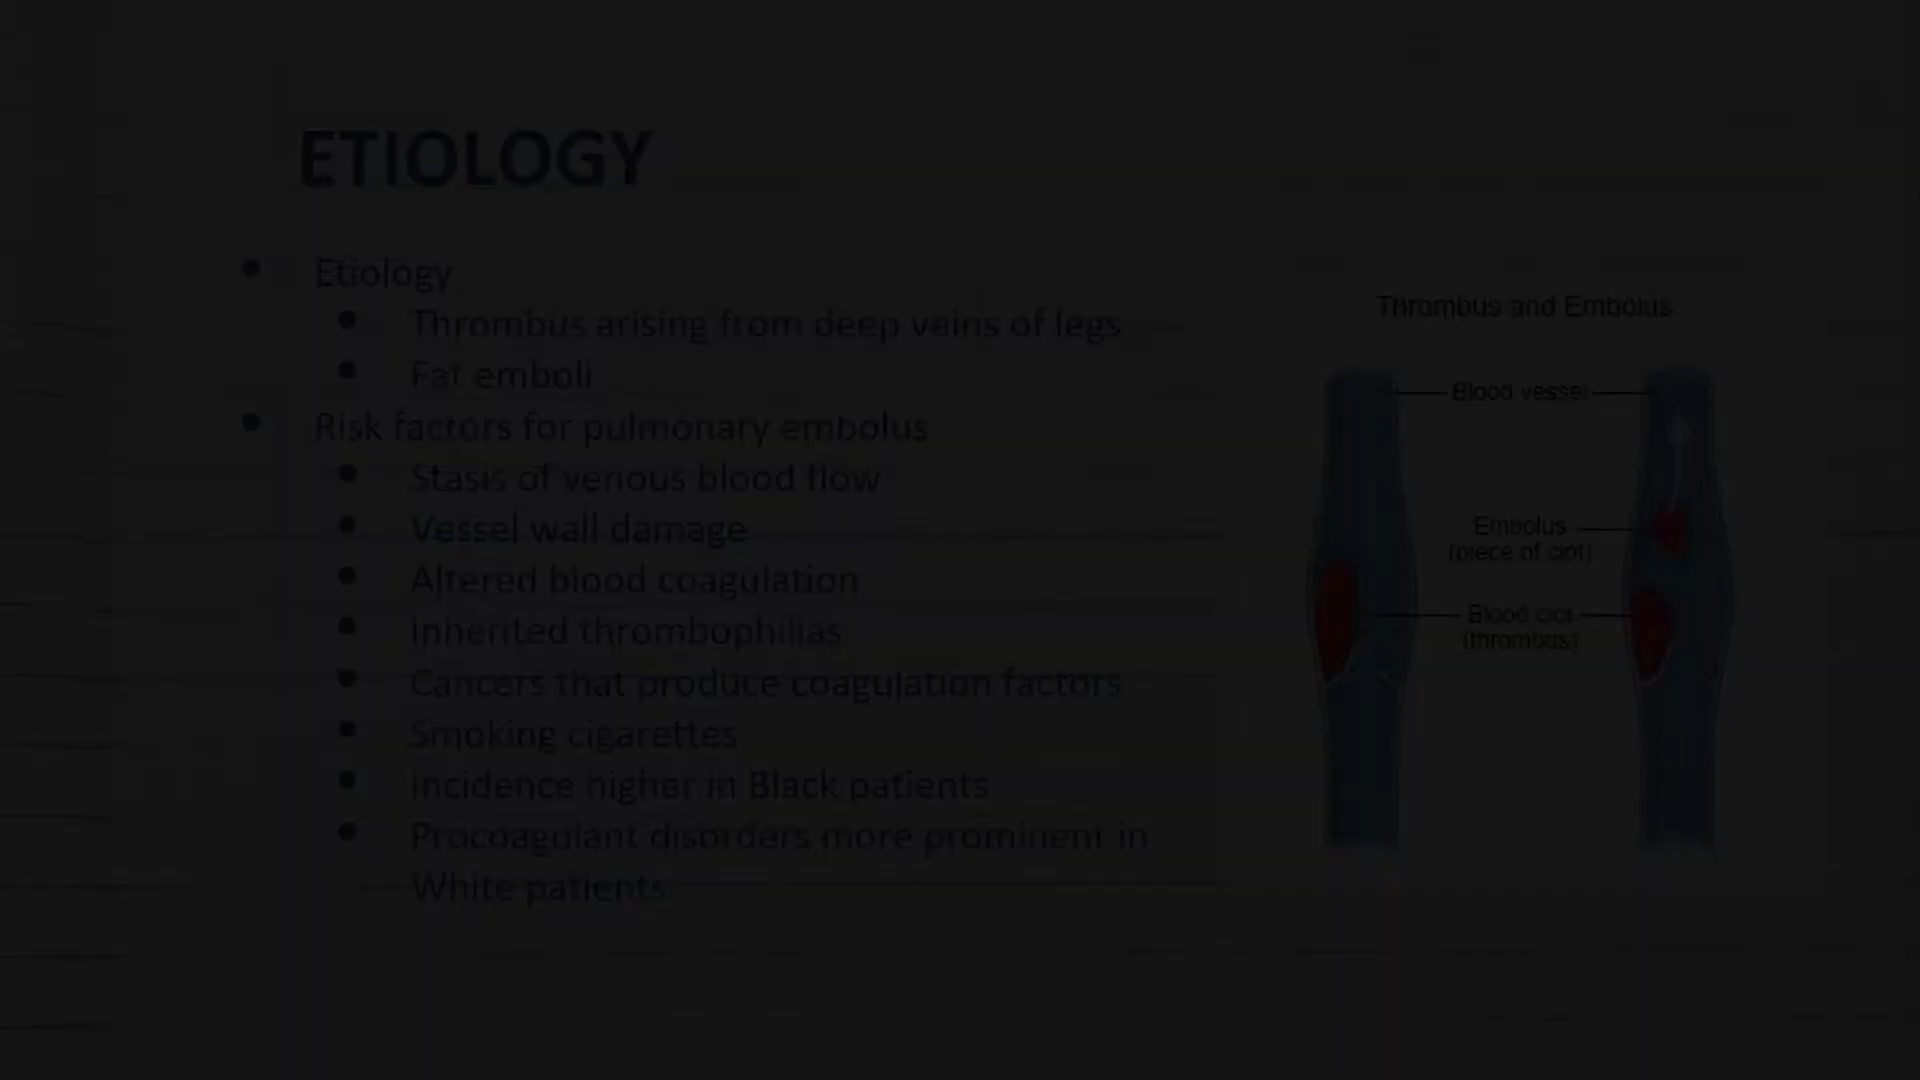 ETIOLOGY
Etiology
Thrombus arising from deep veins of legs
Fat emboli
Risk factors for pulmonary embolus
Stasis of venous blood flow
Vessel wall damage
Altered blood coagulation
Inherited thrombophilias
Cancers that produce coagulation factors
Smoking cigarettes
Incidence higher in Black patients
Procoagulant disorders more prominent in
White patients
Thrombus and Embolus
Blood vessel
Embolus
(piece of clot)
Blood clot
(thrombus)